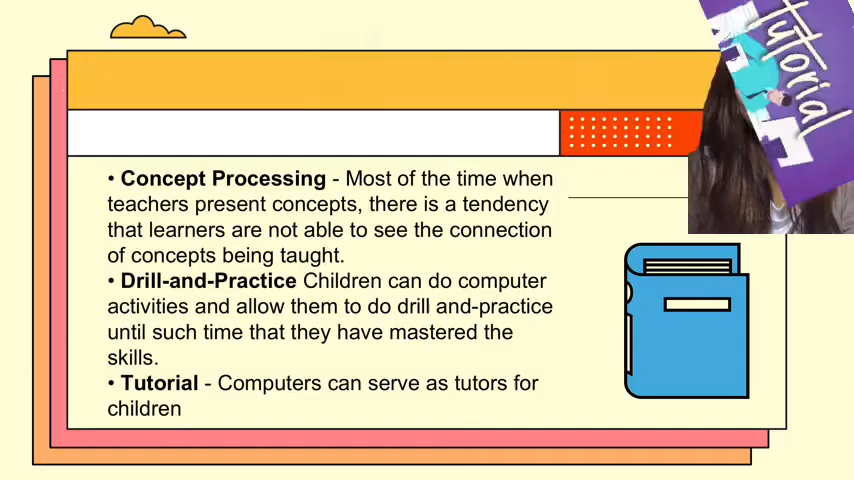 • Concept Processing - Most of the time when
teachers present concepts, there is a tendency
that learners are not able to see the connection
of concepts being taught.
• Drill-and-Practice Children can do computer
activities and allow them to do drill and-practice
until such time that they have mastered the
skills.
• Tutorial - Computers can serve as tutors for
children
Tutorial